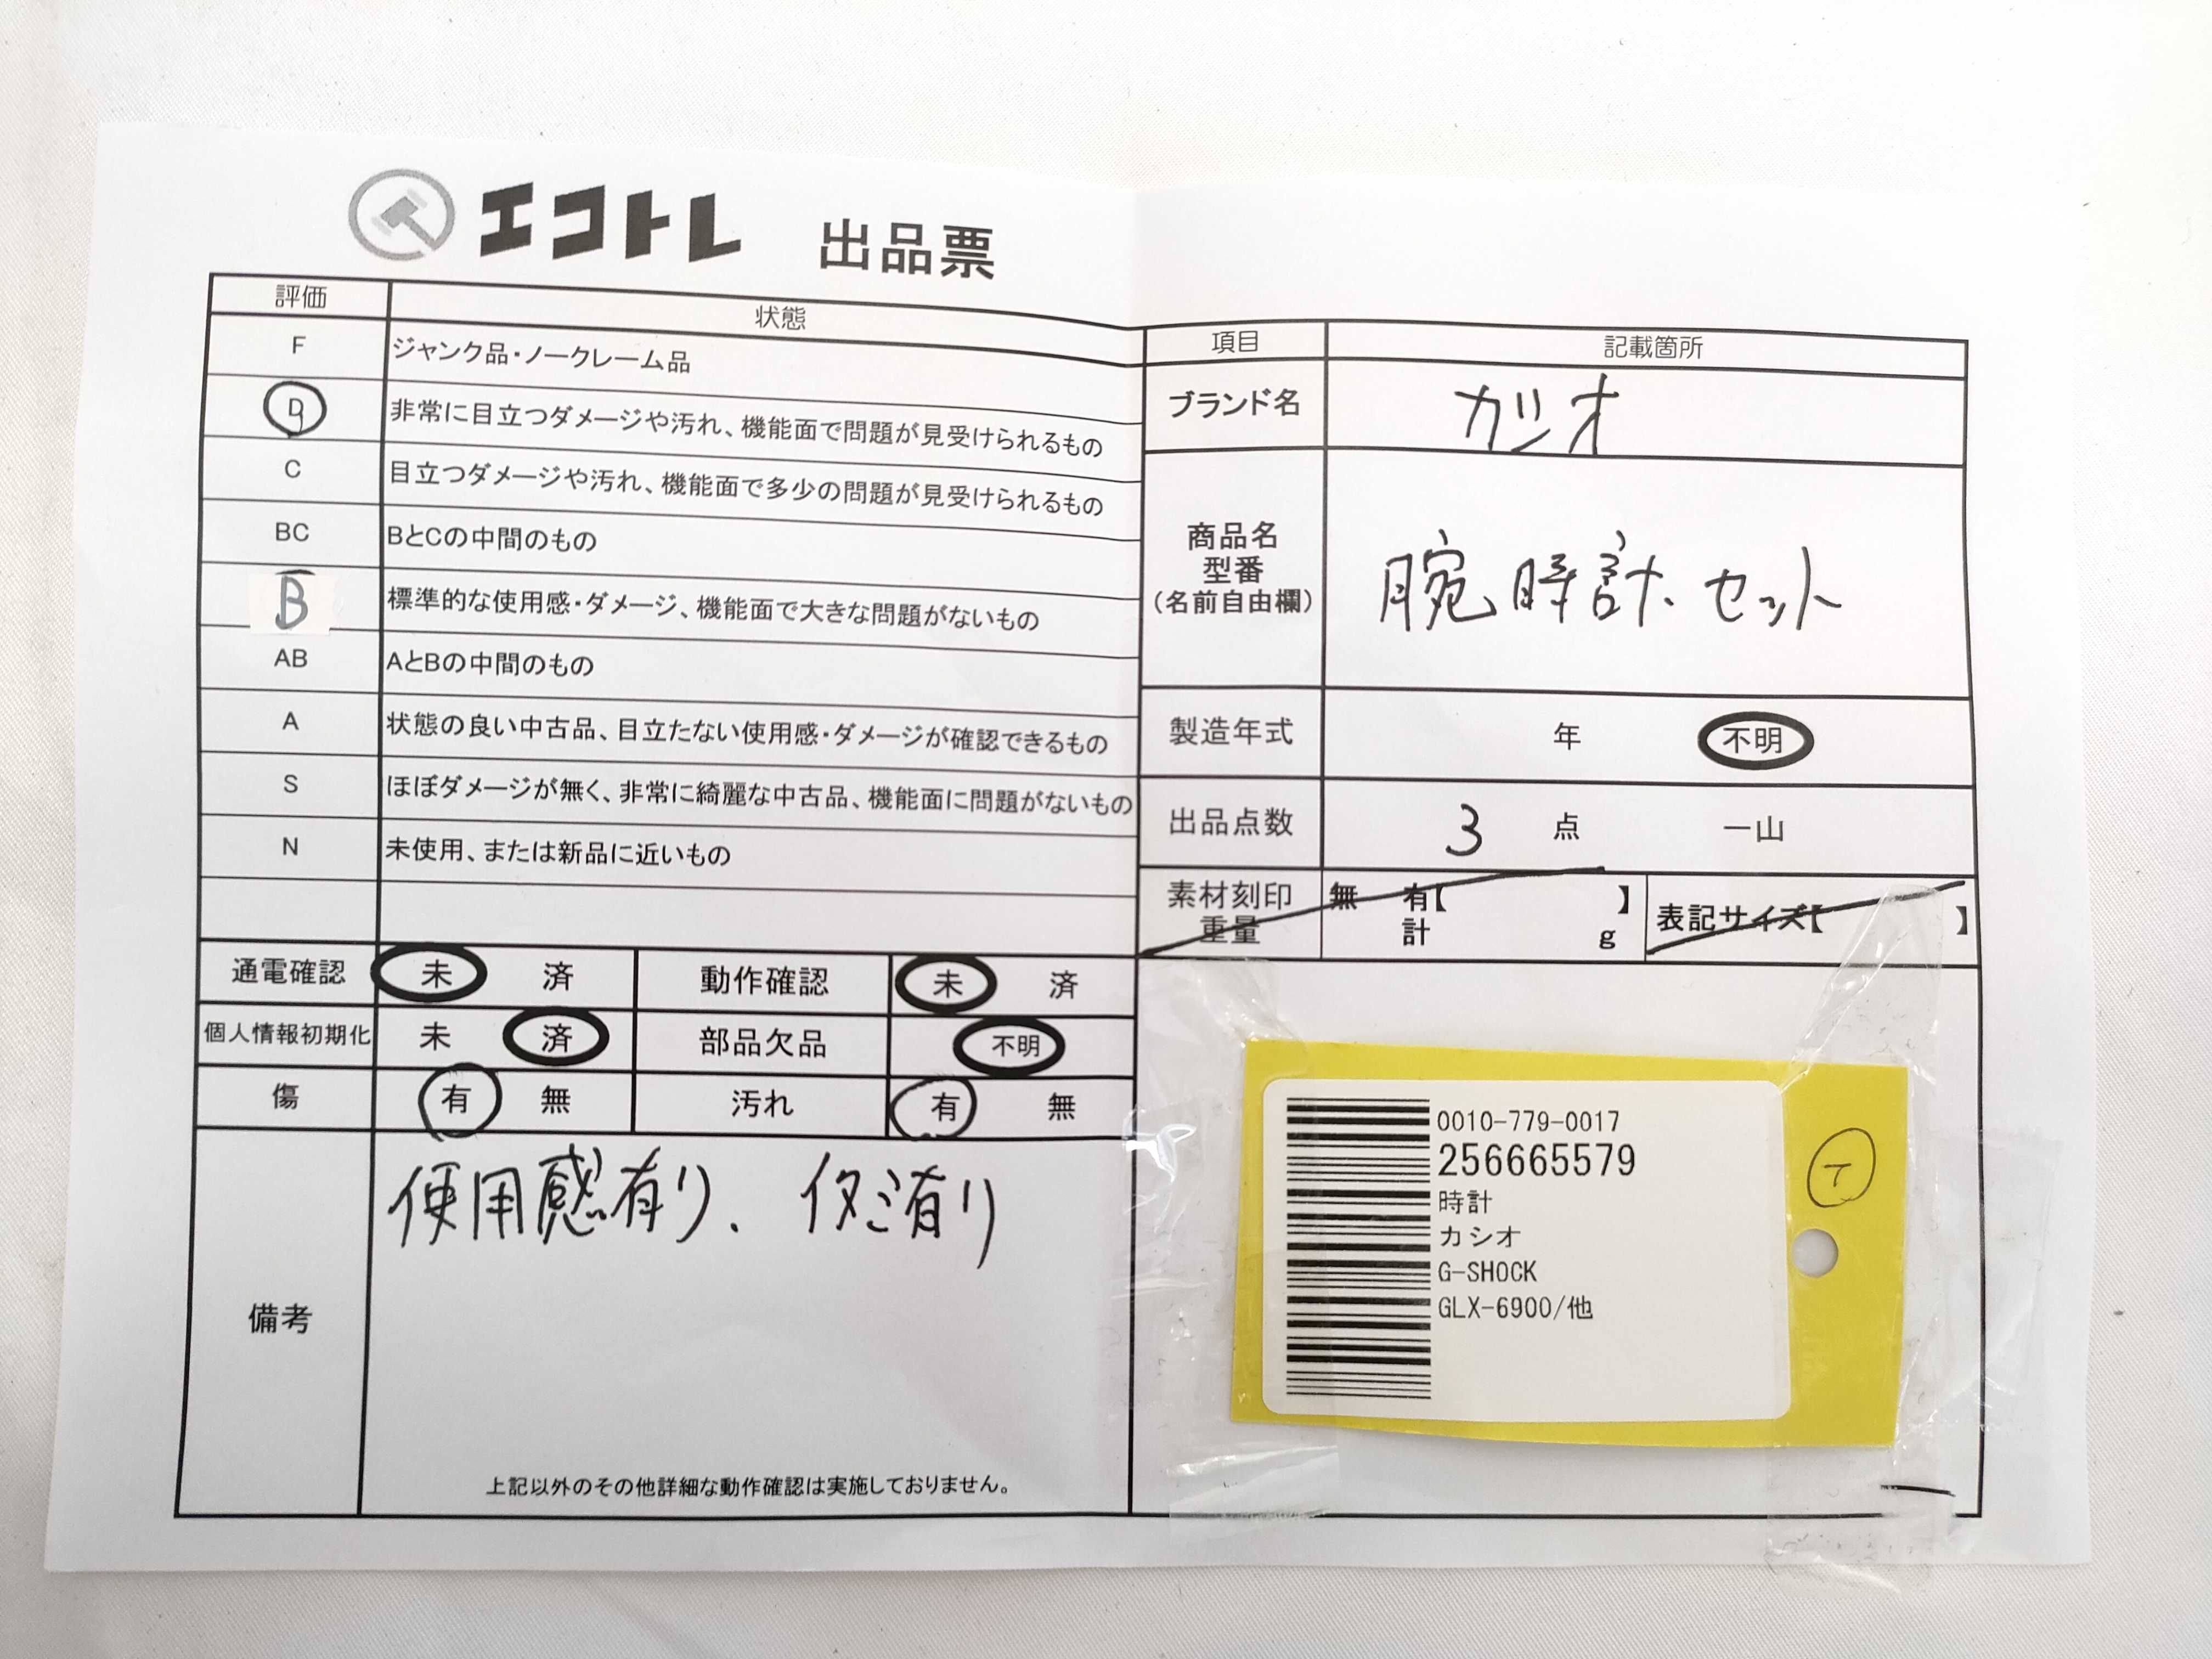 エコトレ 出品票
評価 状態
F ジャンク品・ノークレーム品
D 非常に目立つダメージや汚れ、機能面で問題が見受けられるもの
C 目立つダメージや汚れ、機能面で多少の問題が見受けられるもの
BC BとCの中間のもの
B 標準的な使用感・ダメージ、機能面で大きな問題がないもの
AB AとBの中間のもの
A 状態の良い中古品、目立たない使用感・ダメージが確認できるもの
S ほぼダメージが無く、非常に綺麗な中古品、機能面に問題がないもの
N 未使用、または新品に近いもの
通電確認 未 済 動作確認 未 済
個人情報初期化 未 済 部品欠品 不明
傷 有 無 汚れ 有 無
備考
使用感有り、イタミ有り
上記以外のその他詳細な動作確認は実施しておりません。
項目 記載箇所
ブランド名 カシオ
商品名
型番
(名前自由欄)
腕時計セット
製造年式 年 不明
出品点数 3 点 一山
素材刻印 無 有【 】
重量 計 g
表記サイズ【 】
0010-779-0017
256665579
時計
カシオ
G-SHOCK
GLX-6900/他